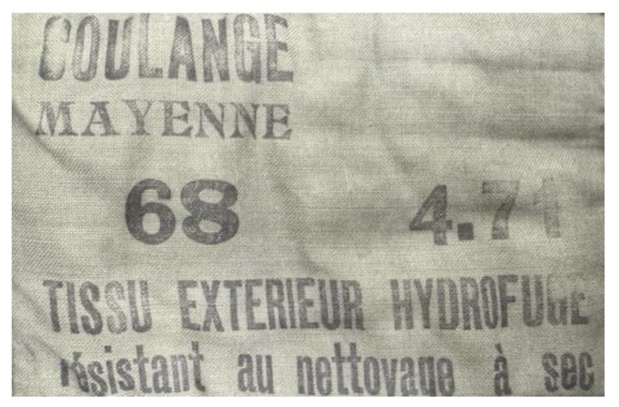 COULANGE
MAYENNE
68 4.71
TISSU EXTERIEUR HYDROFUGE
résistant au nettoyage à sec